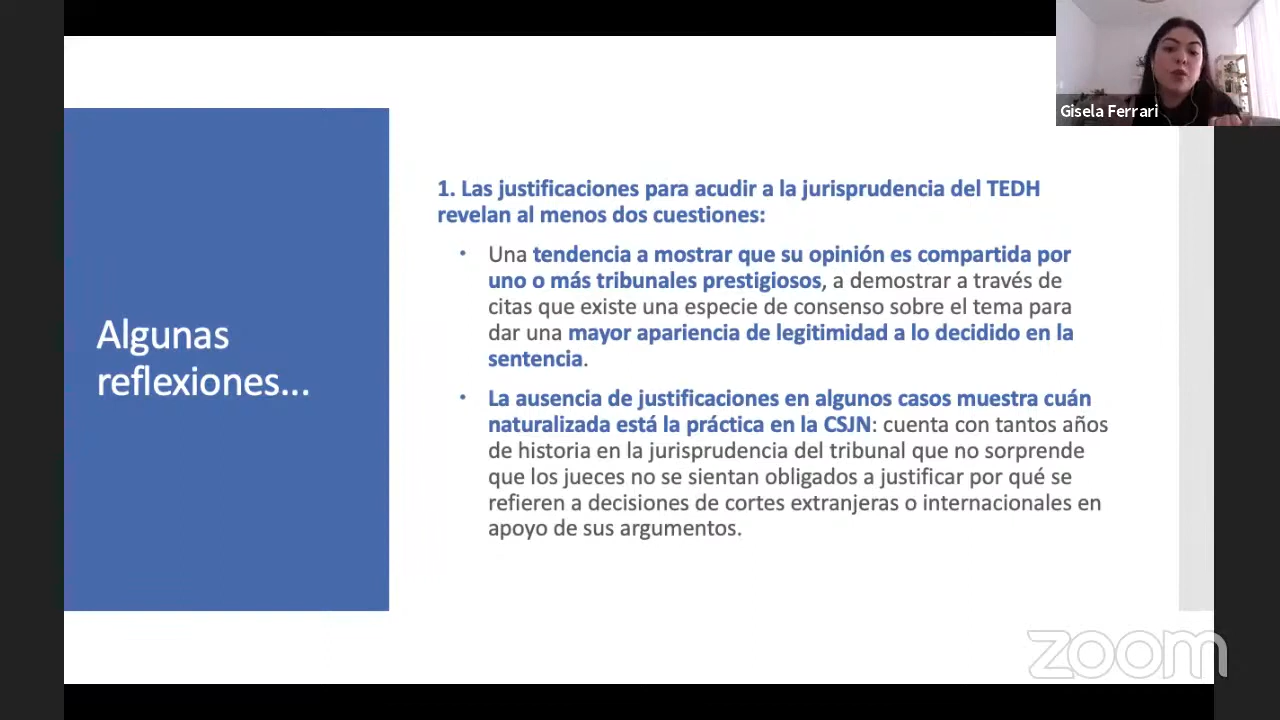 Gisela Ferrari
Algunas
reflexiones...
1. Las justificaciones para acudir a la jurisprudencia del TEDH
revelan al menos dos cuestiones:
• Una tendencia a mostrar que su opinión es compartida por
uno o más tribunales prestigiosos, a demostrar a través de
citas que existe una especie de consenso sobre el tema para
dar una mayor apariencia de legitimidad a lo decidido en la
sentencia.
• La ausencia de justificaciones en algunos casos muestra cuán
naturalizada está la práctica en la CSJN: cuenta con tantos años
de historia en la jurisprudencia del tribunal que no sorprende
que los jueces no se sientan obligados a justificar por qué se
refieren a decisiones de cortes extranjeras o internacionales en
apoyo de sus argumentos.
zoom